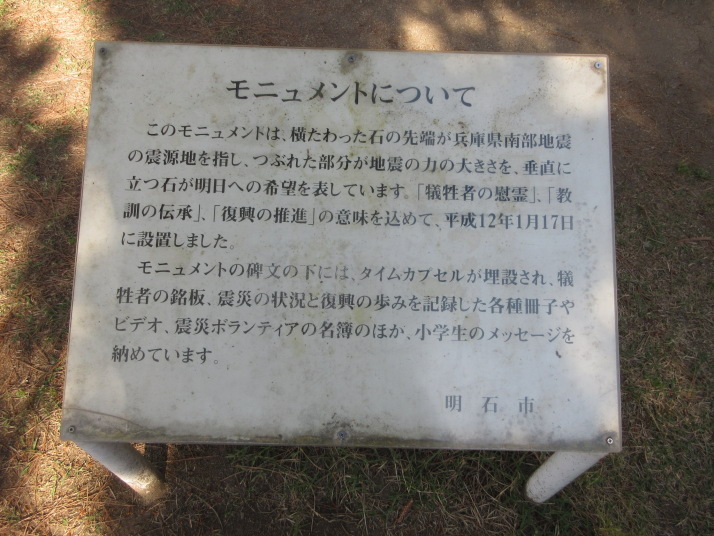 モニュメントについて
このモニュメントは、横たわった石の先端が兵庫県南部地震
の震源地を指し、つぶれた部分が地震の力の大きさを、垂直に
立つ石が明日への希望を表しています。「犠牲者の慰霊」、「教
訓の伝承」、「復興の推進」の意味を込めて、平成12年1月17日
に設置しました。
モニュメントの碑文の下には、タイムカプセルが埋設され、犠
牲者の銘板、震災の状況と復興の歩みを記録した各種冊子や
ビデオ、震災ボランティアの名簿のほか、小学生のメッセージを
納めています。
明石市